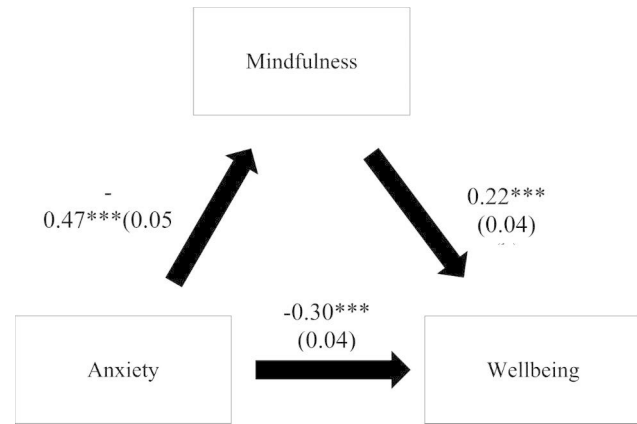 Mindfulness
-
0.47***(0.05
0.22***
(0.04)
-0.30***
(0.04)
Anxiety
Wellbeing